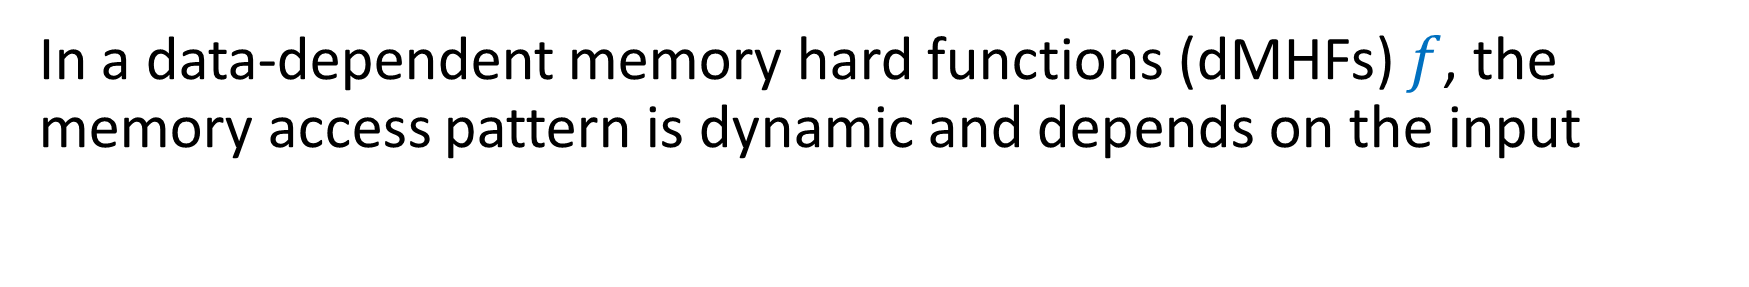 In a data-dependent memory hard functions (dMHFs) f, the
memory access pattern is dynamic and depends on the input